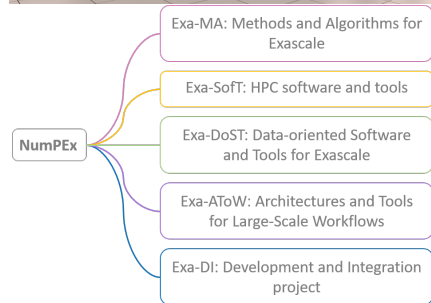 Exa-MA: Methods and Algorithms for
Exascale
Exa-SofT: HPC software and tools
NumPEx
Exa-DoST: Data-oriented Software
and Tools for Exascale
Exa-AToW: Architectures and Tools
for Large-Scale Workflows
Exa-DI: Development and Integration
project